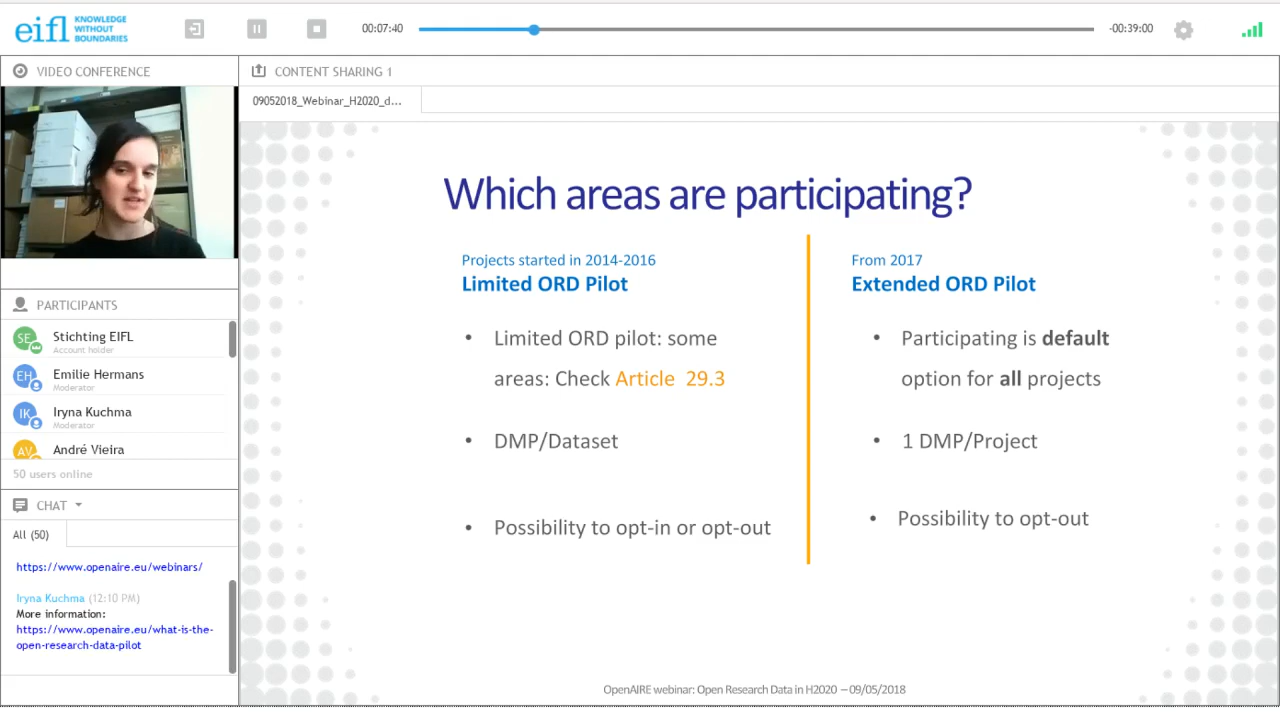 eifl KNOWLEDGE
WITHOUT
BOUNDARIES
00:07:40
-00:39:00
VIDEO CONFERENCE
CONTENT SHARING 1
09052018_Webinar_H2020_d...
Which areas are participating?
Projects started in 2014-2016
Limited ORD Pilot
• Limited ORD pilot: some
areas: Check Article 29.3
• DMP/Dataset
• Possibility to opt-in or opt-out
From 2017
Extended ORD Pilot
• Participating is default
option for all projects
• 1 DMP/Project
• Possibility to opt-out
OpenAIRE webinar: Open Research Data in H2020 – 09/05/2018
PARTICIPANTS
SE Stichting EIFL
Account holder
EH Emilie Hermans
Moderator
IK Iryna Kuchma
Moderator
AV André Vieira
50 users online
CHAT
All (50)
https://www.openaire.eu/webinars/
Iryna Kuchma (12:10 PM)
More information:
https://www.openaire.eu/what-is-the-
open-research-data-pilot